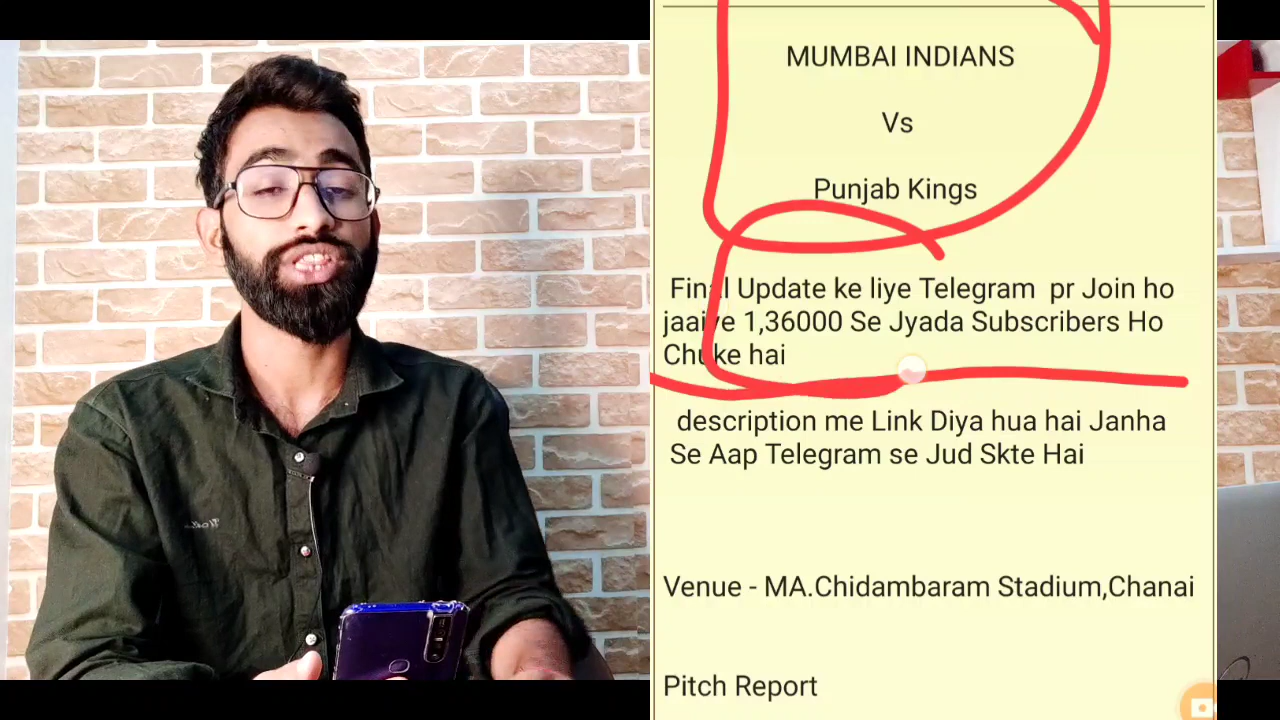 MUMBAI INDIANS
Vs
Punjab Kings
Final Update ke liye Telegram pr Join ho
jaaiye 1,36000 Se Jyada Subscribers Ho
Chuke hai
description me Link Diya hua hai Janha
Se Aap Telegram se Jud Skte Hai
Venue - MA.Chidambaram Stadium,Chanai
Pitch Report